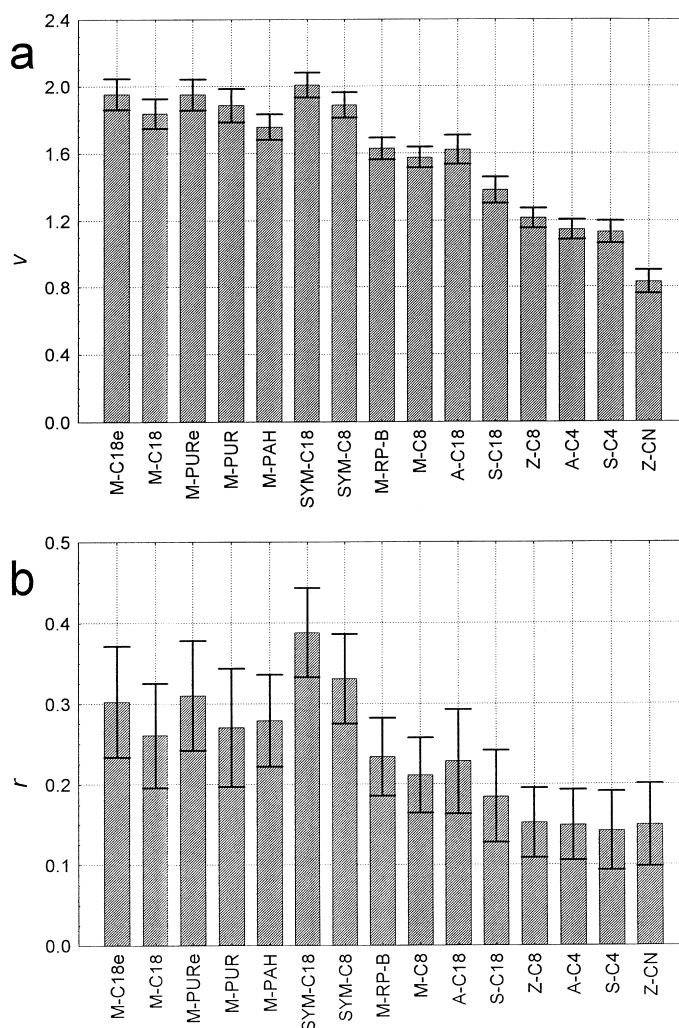 a
2.4
2.0
1.6
1.2
0.8
0.4
0.0
v
M-C18e
M-C18
M-PURe
M-PUR
M-PAH
SYM-C18
SYM-C8
M-RP-B
M-C8
A-C18
S-C18
Z-C8
A-C4
S-C4
Z-CN
b
0.5
0.4
0.3
0.2
0.1
0.0
r
M-C18e
M-C18
M-PURe
M-PUR
M-PAH
SYM-C18
SYM-C8
M-RP-B
M-C8
A-C18
S-C18
Z-C8
A-C4
S-C4
Z-CN